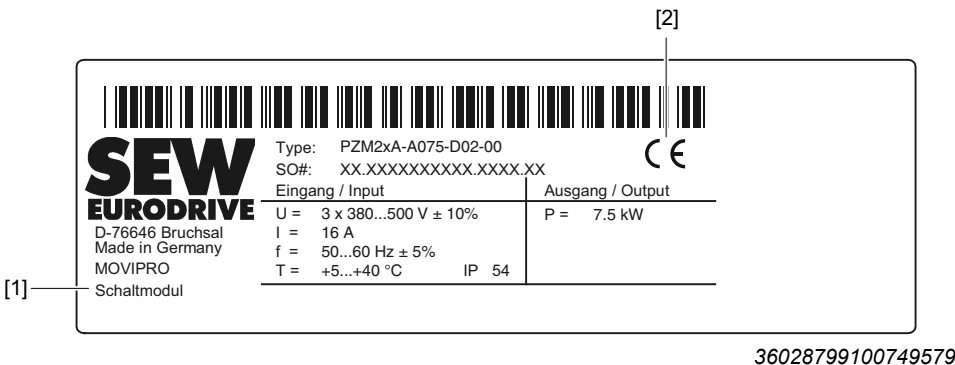 [2]
SEW
EURODRIVE
D-76646 Bruchsal
Made in Germany
MOVIPRO
[1]
Schaltmodul
Type: PZM2xA-A075-D02-00
SO#: XX.XXXXXXXXXX.XXXX.XX
CE
Eingang / Input
U = 3 x 380...500 V ± 10%
I = 16 A
f = 50...60 Hz ± 5%
T = +5...+40 °C IP 54
Ausgang / Output
P = 7.5 kW
36028799100749579